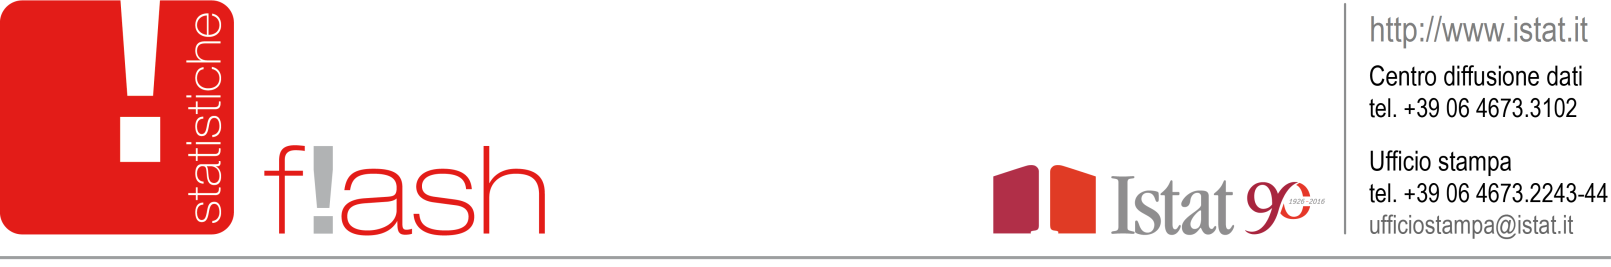 statistiche
f!ash
Istat 90
1926-2016
http://www.istat.it
Centro diffusione dati
tel. +39 06 4673.3102
Ufficio stampa
tel. +39 06 4673.2243-44
ufficiostampa@istat.it